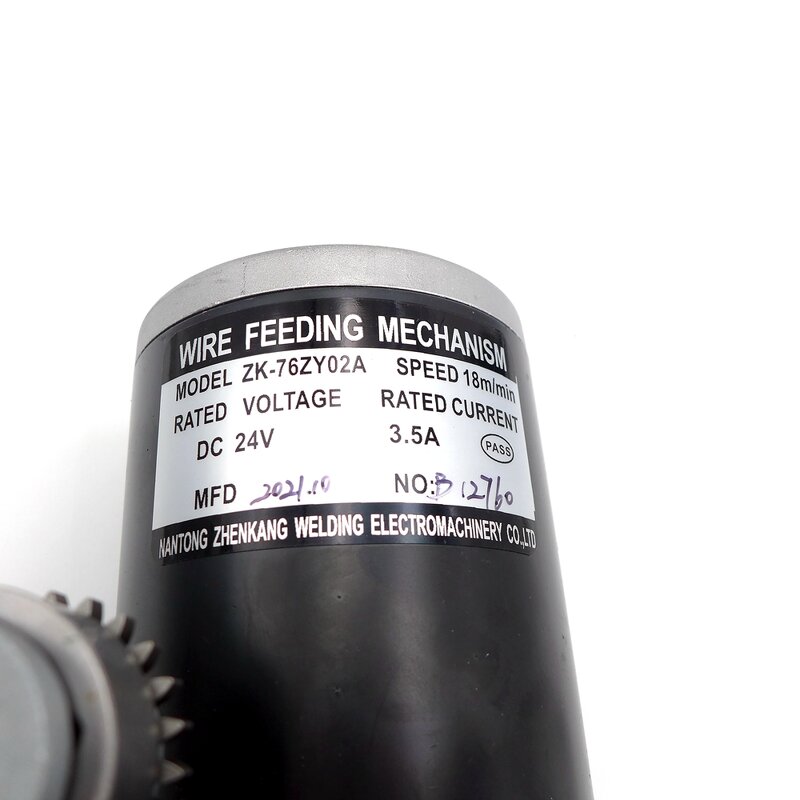 WIRE FEEDING MECHANISM
MODEL ZK-76ZY02A SPEED 18m/min
RATED VOLTAGE RATED CURRENT
DC 24V 3.5A PASS
MFD 2021.10 NO: B12760
NANTONG ZHENKANG WELDING ELECTROMACHINERY CO.,LTD